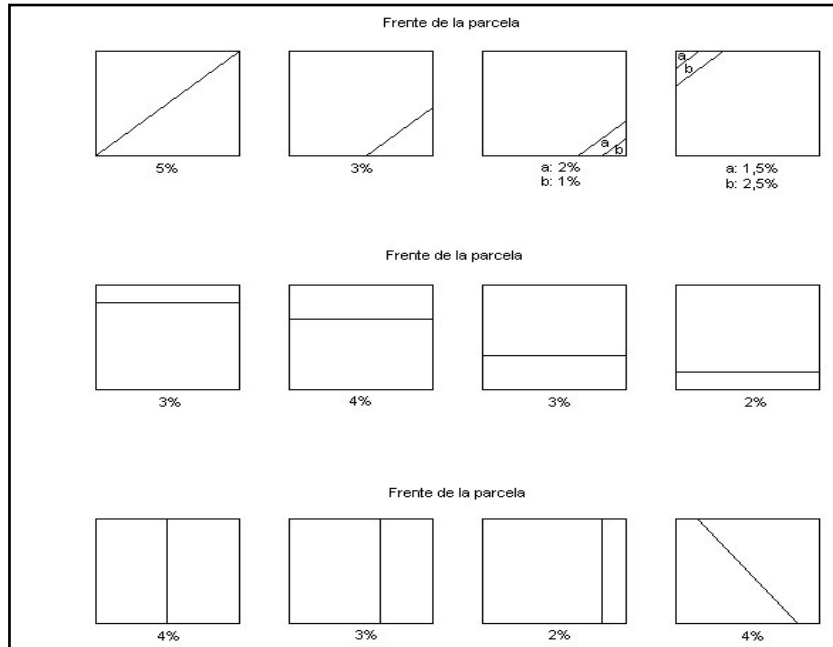 Frente de la parcela
a
b
a
b
5%
3%
a: 2%
b: 1%
a: 1,5%
b: 2,5%
Frente de la parcela
3%
4%
3%
2%
Frente de la parcela
4%
3%
2%
4%